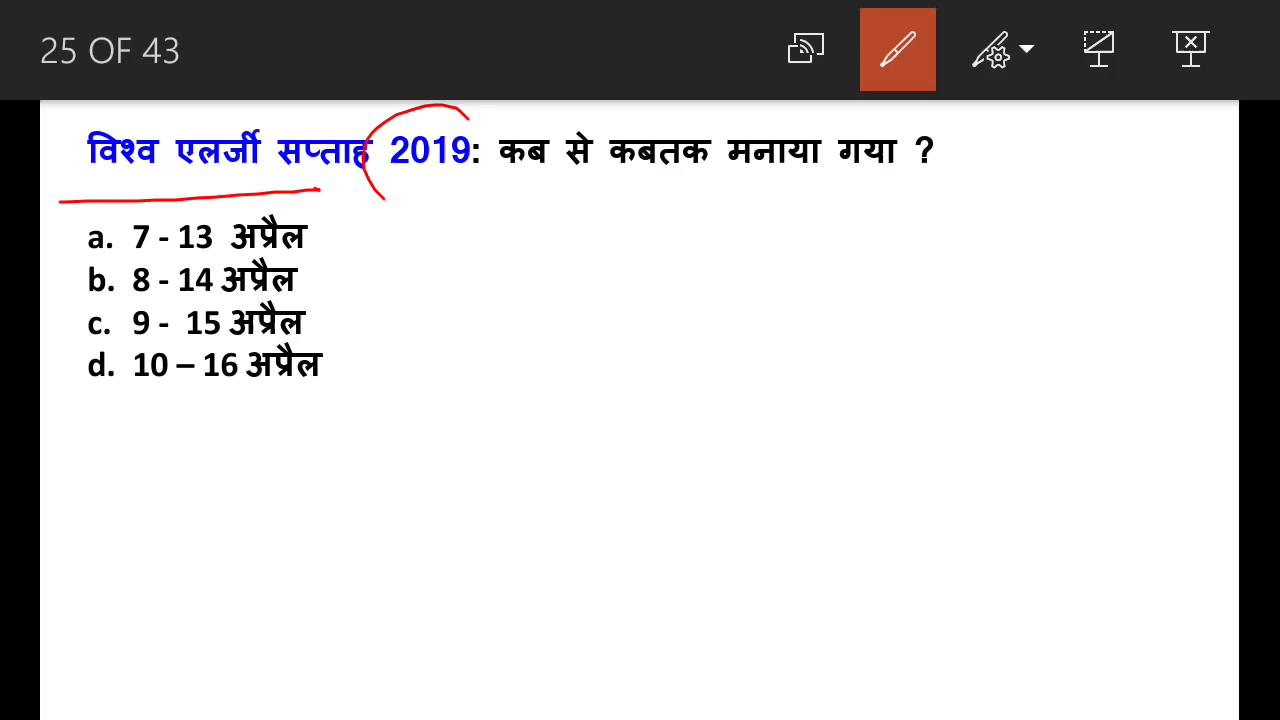 25 OF 43
विश्व एलर्जी सप्ताह 2019: कब से कबतक मनाया गया ?
a. 7 - 13 अप्रैल
b. 8 - 14 अप्रैल
c. 9 - 15 अप्रैल
d. 10 – 16 अप्रैल